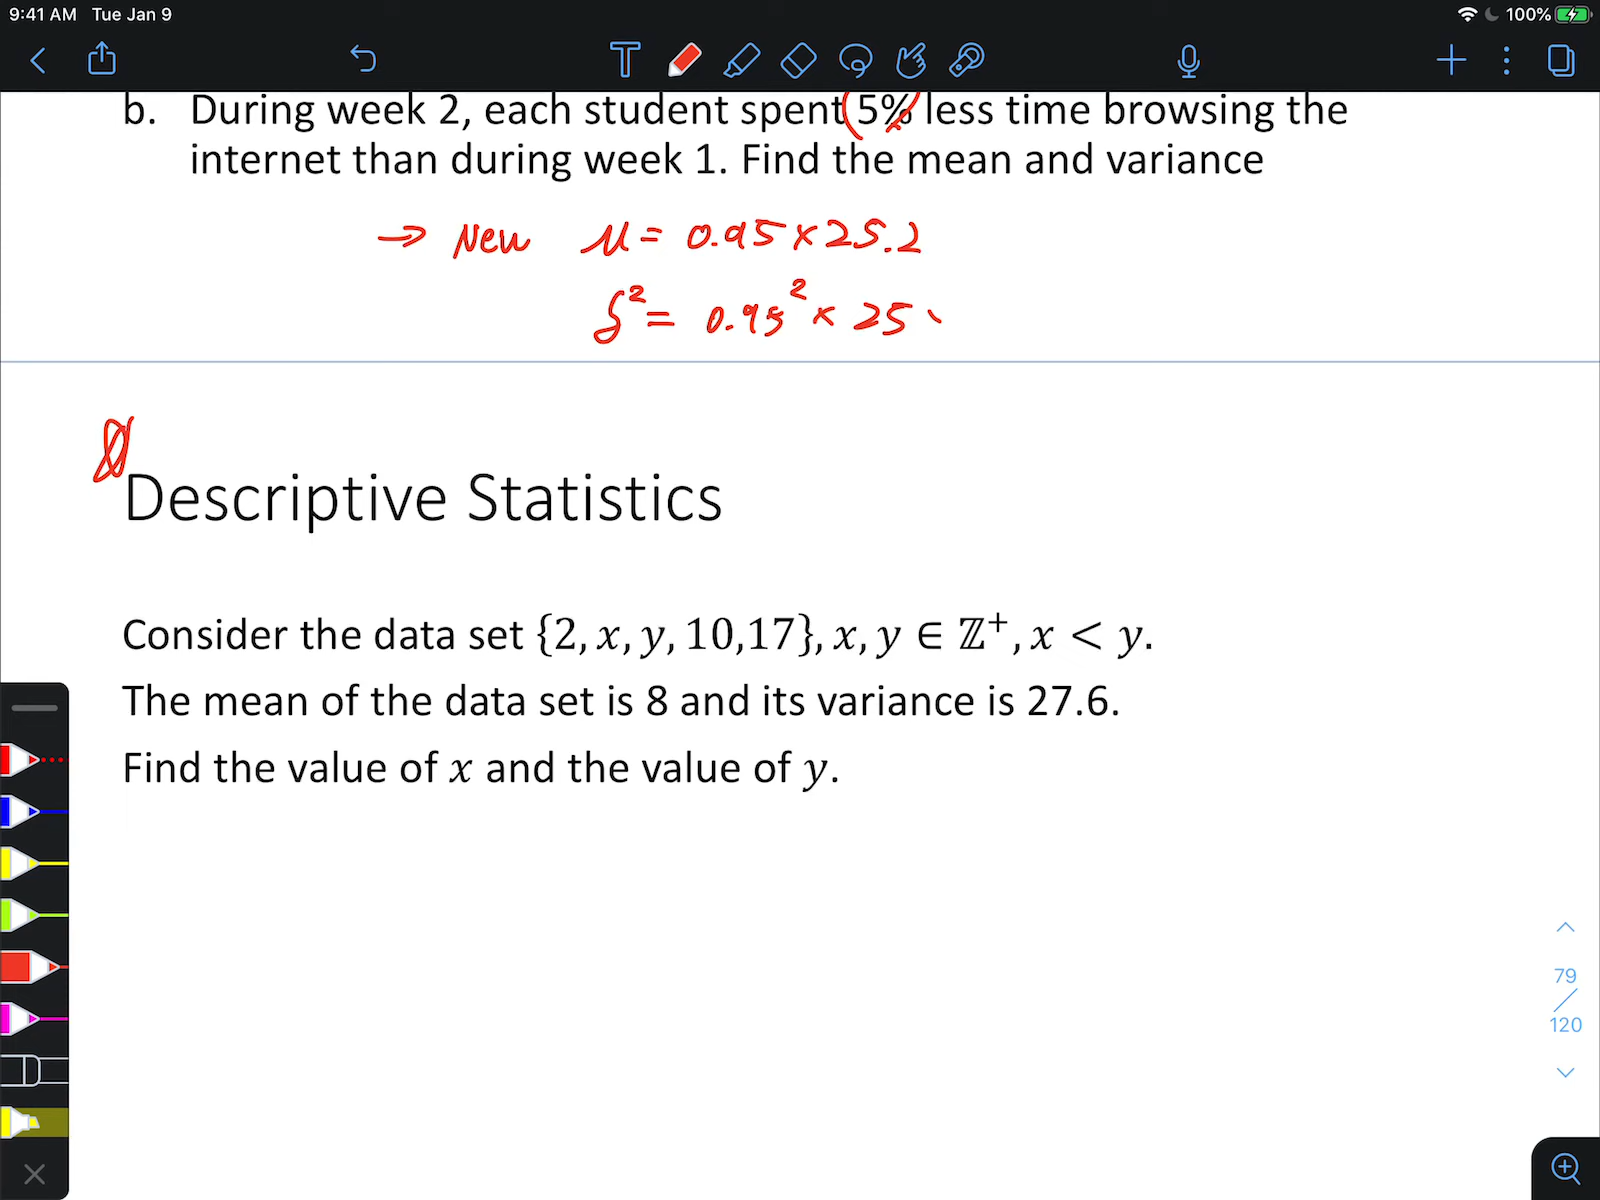 9:41 AM Tue Jan 9
100%
b. During week 2, each student spent 5% less time browsing the
internet than during week 1. Find the mean and variance
→ New μ = 0.95 × 25.2
δ² = 0.95² × 25
Descriptive Statistics
Consider the data set {2, x, y, 10,17}, x, y ∈ ℤ⁺, x < y.
The mean of the data set is 8 and its variance is 27.6.
Find the value of x and the value of y.
79
120